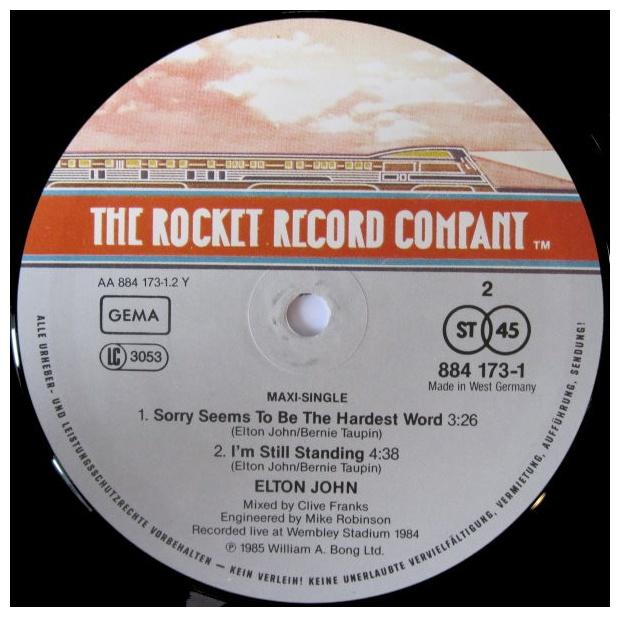 THE ROCKET RECORD COMPANY ™
AA 884 173-1.2 Y
GEMA
LC 3053
2
ST 45
884 173-1
Made in West Germany
MAXI-SINGLE
1. Sorry Seems To Be The Hardest Word 3:26
(Elton John/Bernie Taupin)
2. I'm Still Standing 4:38
(Elton John/Bernie Taupin)
ELTON JOHN
Mixed by Clive Franks
Engineered by Mike Robinson
Recorded live at Wembley Stadium 1984
℗ 1985 William A. Bong Ltd.
ALLE URHEBER- UND LEISTUNGSSCHUTZRECHTE VORBEHALTEN — KEIN VERLEIH! KEINE UNERLAUBTE VERVIELFÄLTIGUNG, VERMIETUNG, AUFFÜHRUNG, SENDUNG!